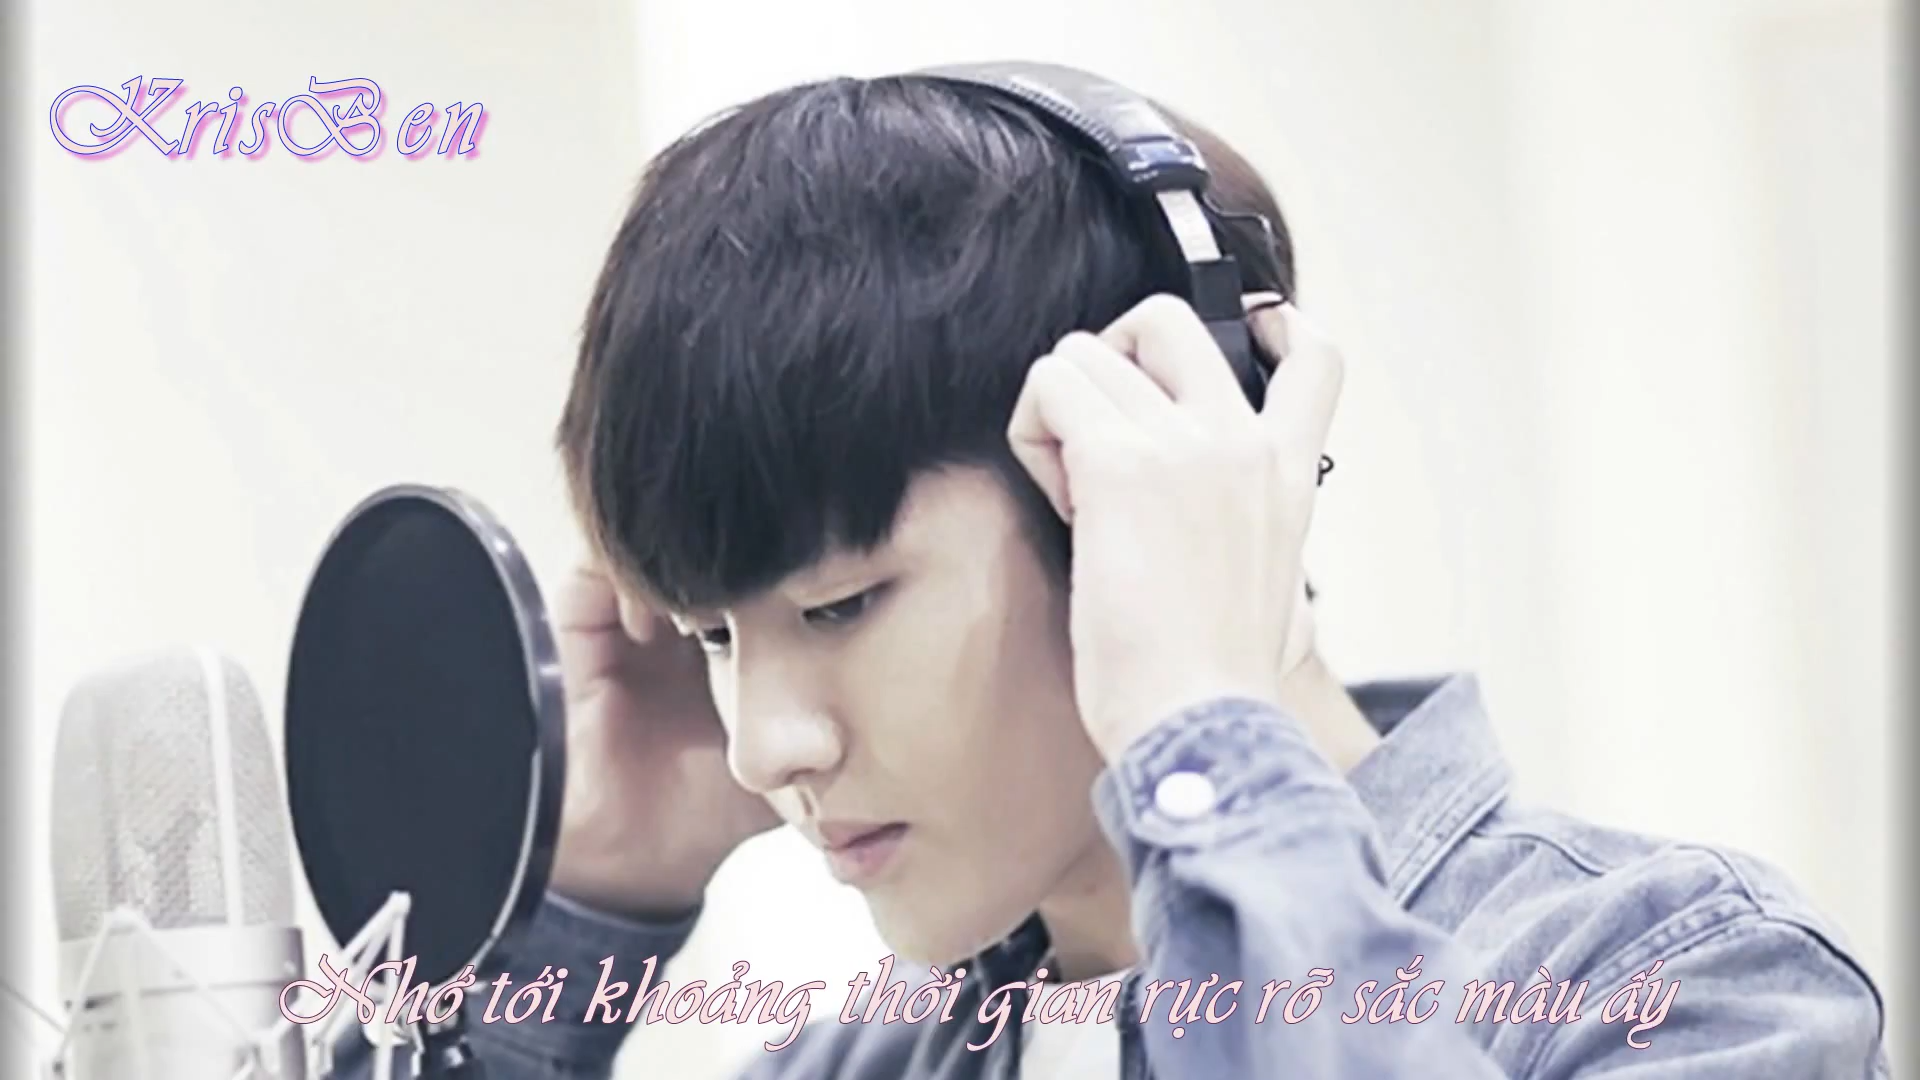 KrisBen
Nhớ tới khoảng thời gian rực rỡ sắc màu ấy